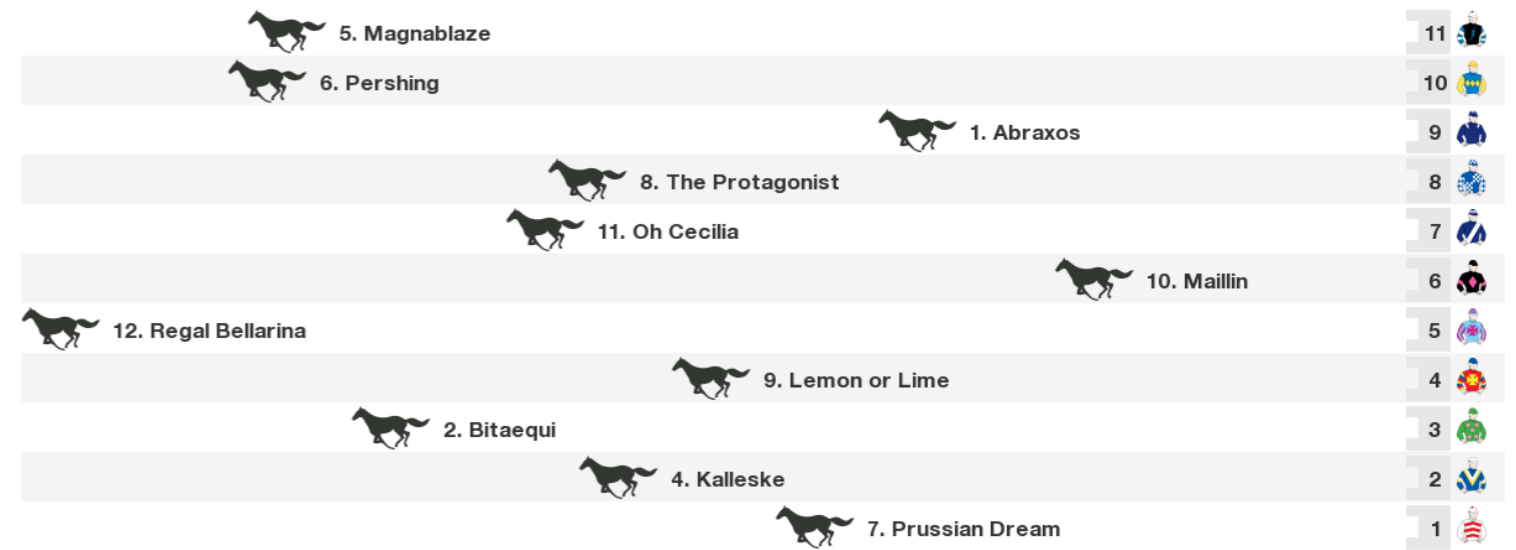 5. Magnablaze 11
6. Pershing 10
1. Abraxos 9
8. The Protagonist 8
11. Oh Cecilia 7
10. Maillin 6
12. Regal Bellarina 5
9. Lemon or Lime 4
2. Bitaequi 3
4. Kalleske 2
7. Prussian Dream 1